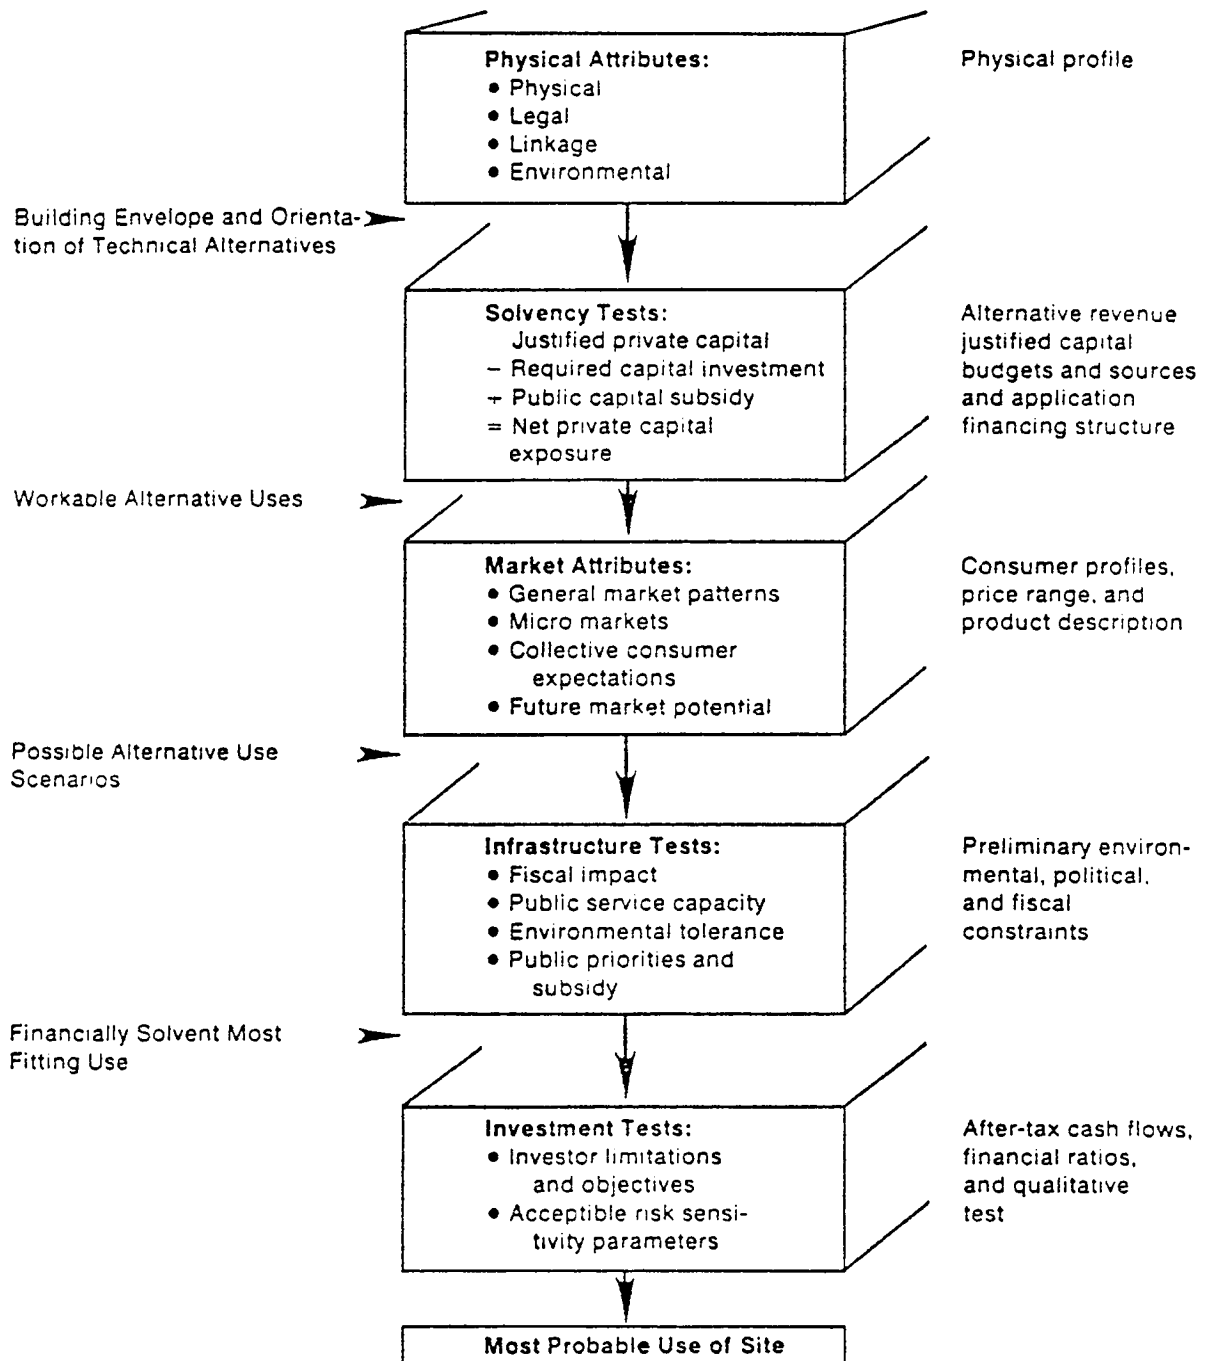 Physical Attributes:
• Physical
• Legal
• Linkage
• Environmental
Physical profile
Building Envelope and Orienta-
tion of Technical Alternatives
Solvency Tests:
Justified private capital
− Required capital investment
+ Public capital subsidy
= Net private capital
exposure
Alternative revenue
justified capital
budgets and sources
and application
financing structure
Workable Alternative Uses
Market Attributes:
• General market patterns
• Micro markets
• Collective consumer
expectations
• Future market potential
Consumer profiles,
price range, and
product description
Possible Alternative Use
Scenarios
Infrastructure Tests:
• Fiscal impact
• Public service capacity
• Environmental tolerance
• Public priorities and
subsidy
Preliminary environ-
mental, political,
and fiscal
constraints
Financially Solvent Most
Fitting Use
Investment Tests:
• Investor limitations
and objectives
• Acceptible risk sensi-
tivity parameters
After-tax cash flows,
financial ratios,
and qualitative
test
Most Probable Use of Site